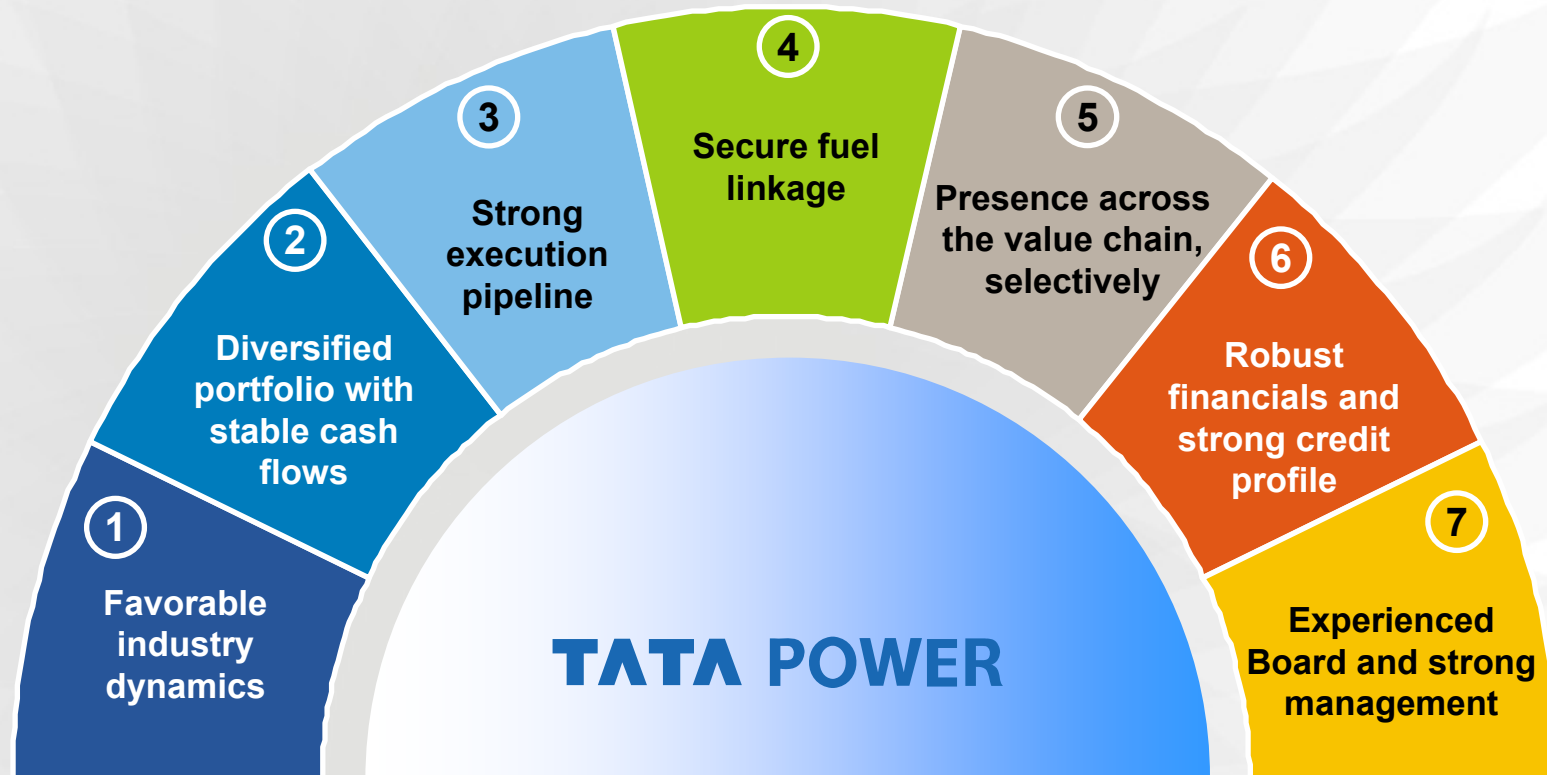 1
Favorable
industry
dynamics
2
Diversified
portfolio with
stable cash
flows
3
Strong
execution
pipeline
4
Secure fuel
linkage
5
Presence across
the value chain,
selectively
6
Robust
financials and
strong credit
profile
7
Experienced
Board and strong
management
TATA POWER